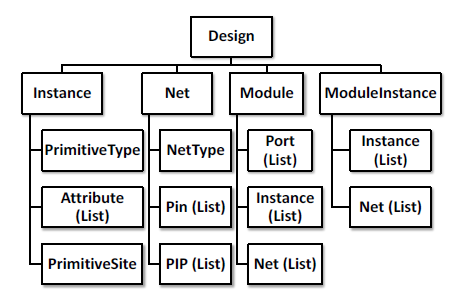 Design
Instance
Net
Module
ModuleInstance
PrimitiveType
NetType
Port
(List)
Instance
(List)
Attribute
(List)
Pin (List)
Instance
(List)
Net (List)
PrimitiveSite
PIP (List)
Net (List)